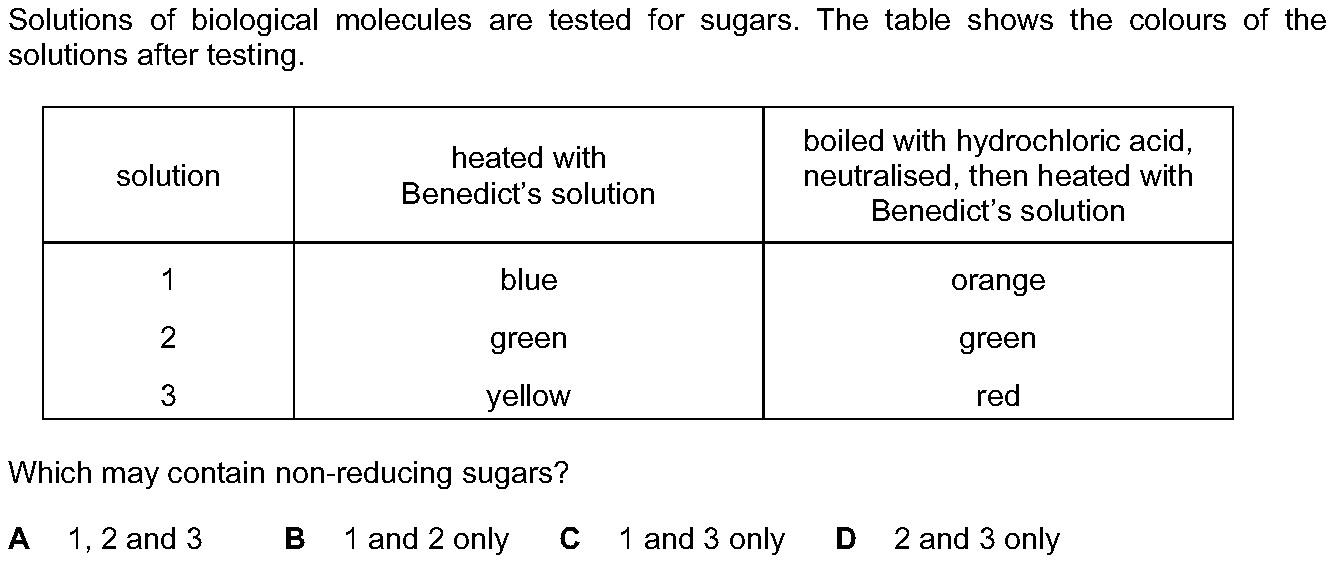 Solutions of biological molecules are tested for sugars. The table shows the colours of the
solutions after testing.
solution
heated with
Benedict's solution
boiled with hydrochloric acid,
neutralised, then heated with
Benedict's solution
1 blue orange
2 green green
3 yellow red
Which may contain non-reducing sugars?
A 1, 2 and 3 B 1 and 2 only C 1 and 3 only D 2 and 3 only